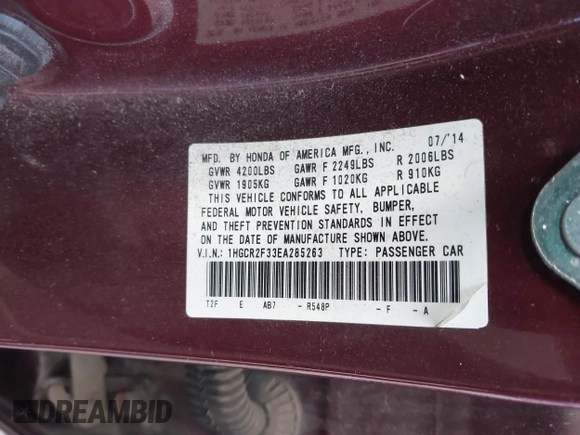 07/'14
MFD. BY HONDA OF AMERICA MFG., INC.
GVWR 4200LBS GAWR F 2249LBS R 2006LBS
GVWR 1905KG GAWR F 1020KG R 910KG
THIS VEHICLE CONFORMS TO ALL APPLICABLE
FEDERAL MOTOR VEHICLE SAFETY, BUMPER,
AND THEFT PREVENTION STANDARDS IN EFFECT
ON THE DATE OF MANUFACTURE SHOWN ABOVE.
V.I.N.: 1HGCR2F33EA285263 TYPE: PASSENGER CAR
T2F E AB7 - R548P - F - A
DREAMBID